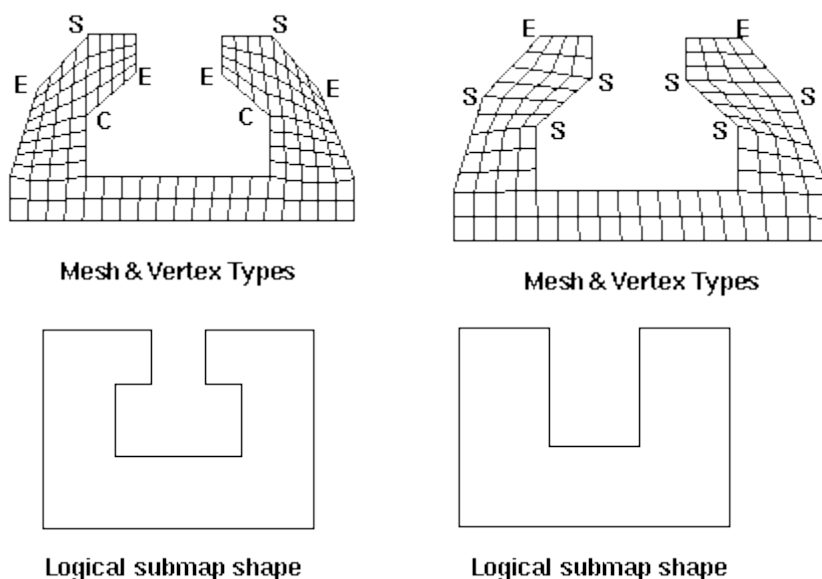 S S
E E E E
C C
E E
S S S S
S S
Mesh & Vertex Types
Mesh & Vertex Types
Logical submap shape
Logical submap shape